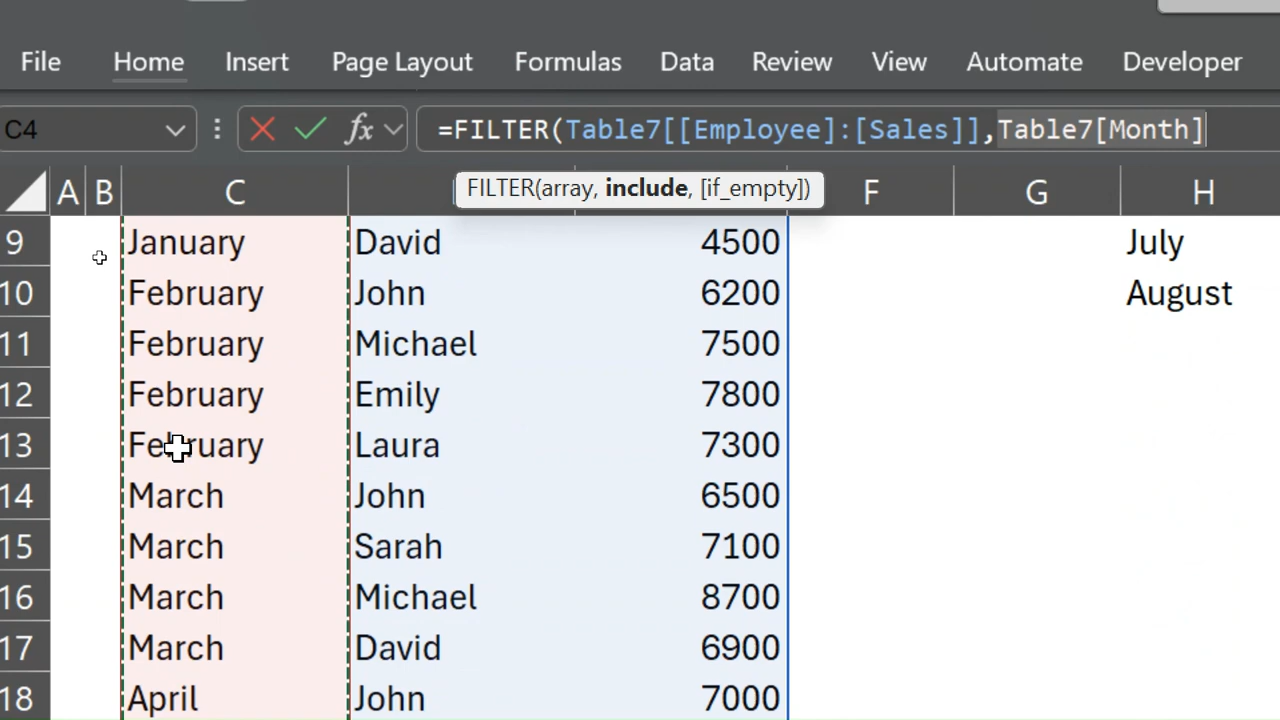 File Home Insert Page Layout Formulas Data Review View Automate Developer
C4 fx =FILTER(Table7[[Employee]:[Sales]],Table7[Month]
FILTER(array, include, [if_empty])
A B C F G H
9 January David 4500 July
10 February John 6200 August
11 February Michael 7500
12 February Emily 7800
13 February Laura 7300
14 March John 6500
15 March Sarah 7100
16 March Michael 8700
17 March David 6900
18 April John 7000